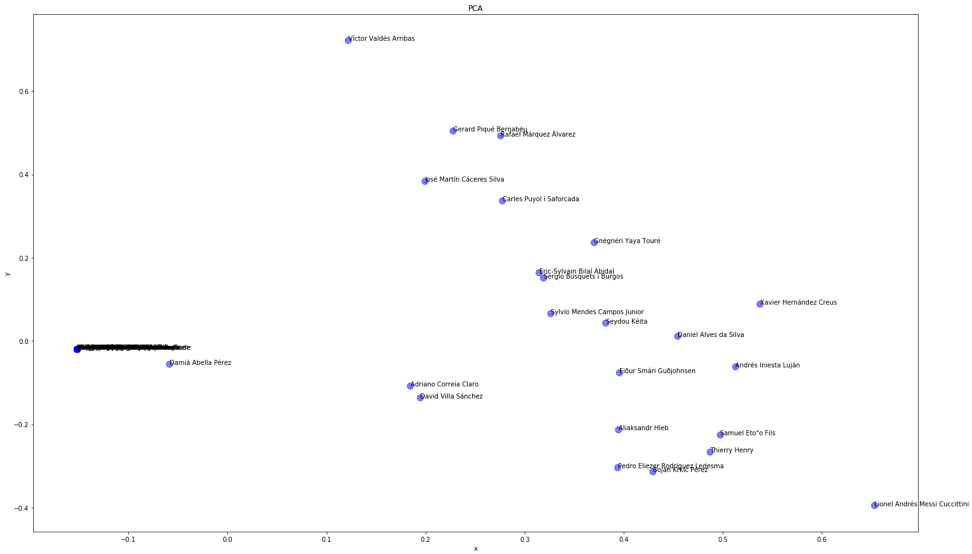 PCA
Víctor Valdés Arribas
0.6
Gerard Piqué Bernabéu
Rafael Márquez Álvarez
0.4
José Martín Cáceres Silva
Carles Puyol i Saforcada
Gnégnéri Yaya Touré
0.2
Eric-Sylvain Bilal Abidal
Sergio Busquets i Burgos
y
Xavier Hernández Creus
Sylvio Mendes Campos Junior
Seydou Kéita
Daniel Alves da Silva
0.0
Damià Abella Pérez
Andrés Iniesta Luján
Eiður Smári Guðjohnsen
Adriano Correia Claro
David Villa Sánchez
−0.2
Aliaksandr Hleb
Samuel Eto"o Fils
Thierry Henry
Pedro Eliezer Rodríguez Ledesma
Bojan Krkic Pérez
−0.4
Lionel Andrés Messi Cuccittini
−0.1 0.0 0.1 0.2 0.3 0.4 0.5 0.6
x